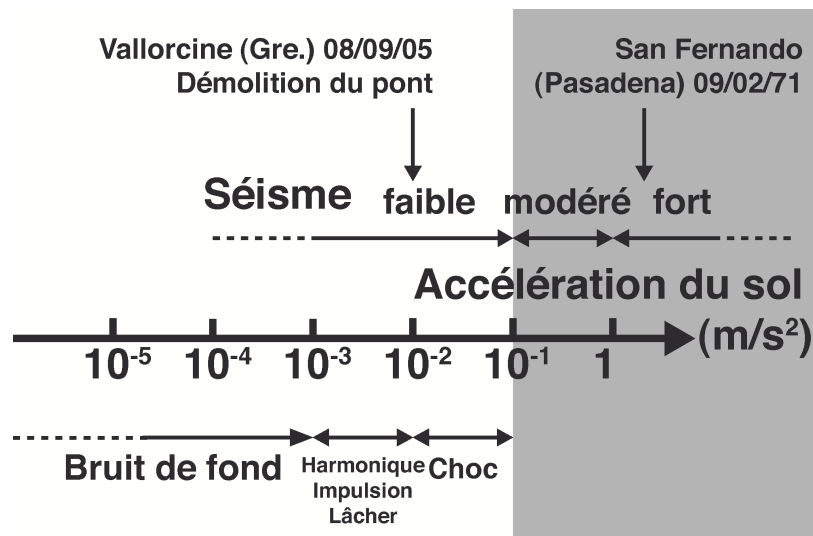 Vallorcine (Gre.) 08/09/05
Démolition du pont
San Fernando
(Pasadena) 09/02/71
Séisme faible modéré fort
Accélération du sol
(m/s²)
10⁻⁵ 10⁻⁴ 10⁻³ 10⁻² 10⁻¹ 1
Bruit de fond
Harmonique
Impulsion
Lâcher
Choc